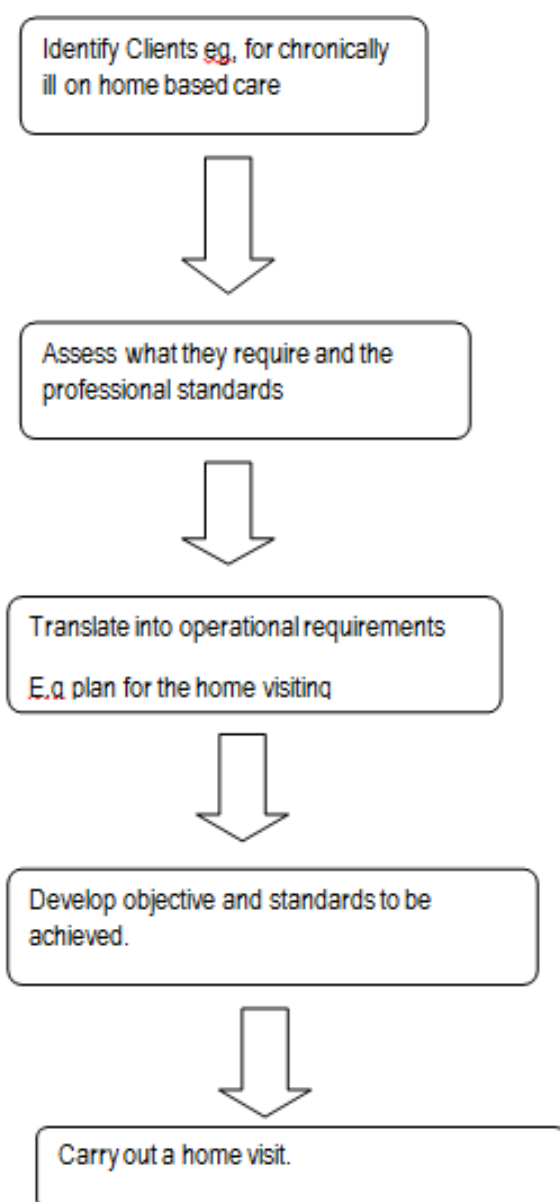 Identify Clients eg, for chronically
ill on home based care
Assess what they require and the
professional standards
Translate into operational requirements
E.g plan for the home visiting
Develop objective and standards to be
achieved.
Carry out a home visit.